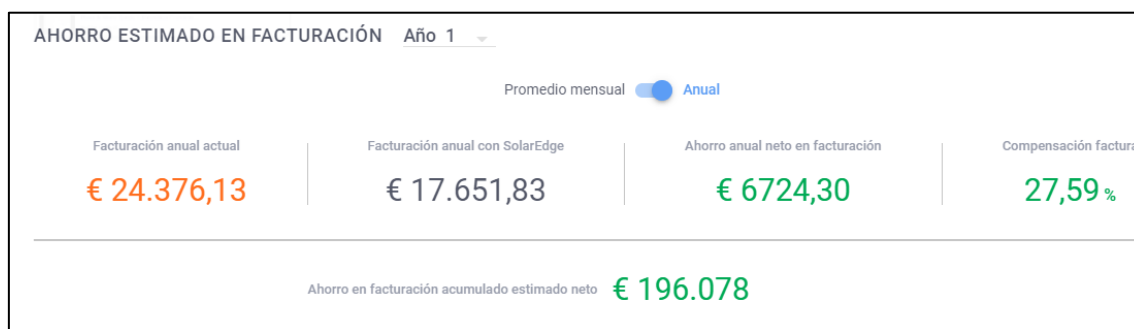 AHORRO ESTIMADO EN FACTURACIÓN Año 1
Promedio mensual Anual
Facturación anual actual
Facturación anual con SolarEdge
Ahorro anual neto en facturación
Compensación factura
€ 24.376,13
€ 17.651,83
€ 6724,30
27,59 %
Ahorro en facturación acumulado estimado neto € 196.078